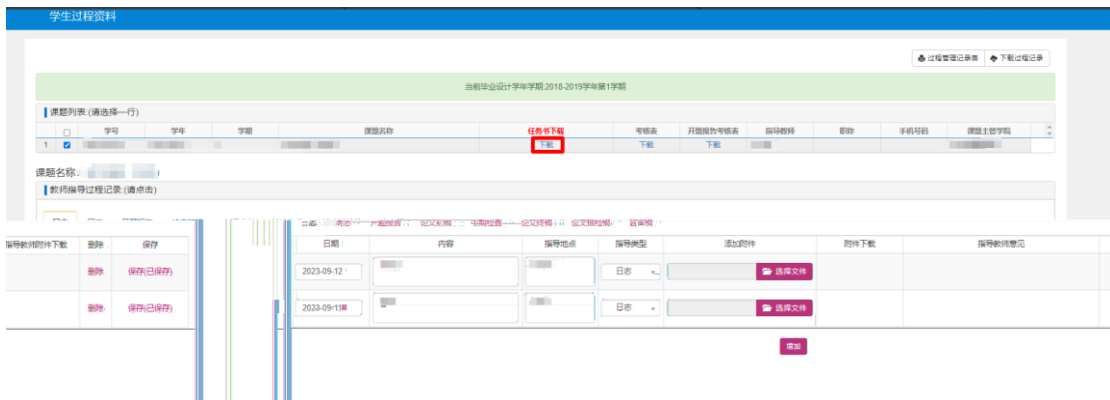 学生过程资料
过程管理记录表 下载过程记录
当前毕业设计学年学期:2018-2019学年第1学期
课题列表:(请选择一行)
学号 学年 学期 课题名称 任务书下载 考核表 开题报告考核表 指导教师 职称 手机号码 课题主管学院
1 下载 下载 下载
课题名称:
教师指导过程记录:(请点击)
指导教师附件下载 删除 保存
删除 保存(已保存)
删除 保存(已保存)
日期 内容 指导地点 指导类型 添加附件 附件下载 指导教师意见
2023-09-12 日志 选择文件
2023-09-11 日志 选择文件
增加